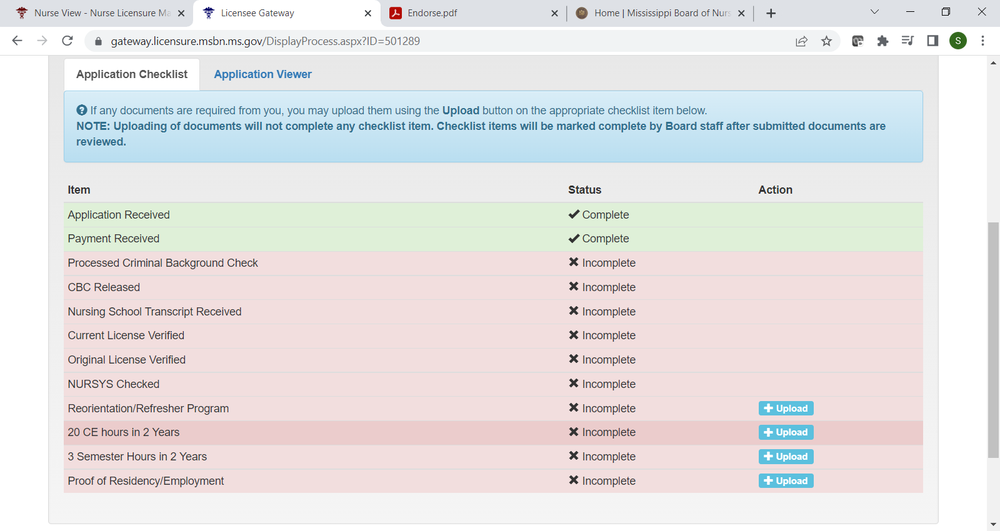 Nurse View - Nurse Licensure Ma
Licensee Gateway
Endorse.pdf
Home | Mississippi Board of Nurs
gateway.licensure.msbn.ms.gov/DisplayProcess.aspx?ID=501289
S
Application Checklist
Application Viewer
If any documents are required from you, you may upload them using the Upload button on the appropriate checklist item below.
NOTE: Uploading of documents will not complete any checklist item. Checklist items will be marked complete by Board staff after submitted documents are
reviewed.
Item Status Action
Application Received Complete
Payment Received Complete
Processed Criminal Background Check Incomplete
CBC Released Incomplete
Nursing School Transcript Received Incomplete
Current License Verified Incomplete
Original License Verified Incomplete
NURSYS Checked Incomplete
Reorientation/Refresher Program Incomplete Upload
20 CE hours in 2 Years Incomplete Upload
3 Semester Hours in 2 Years Incomplete Upload
Proof of Residency/Employment Incomplete Upload